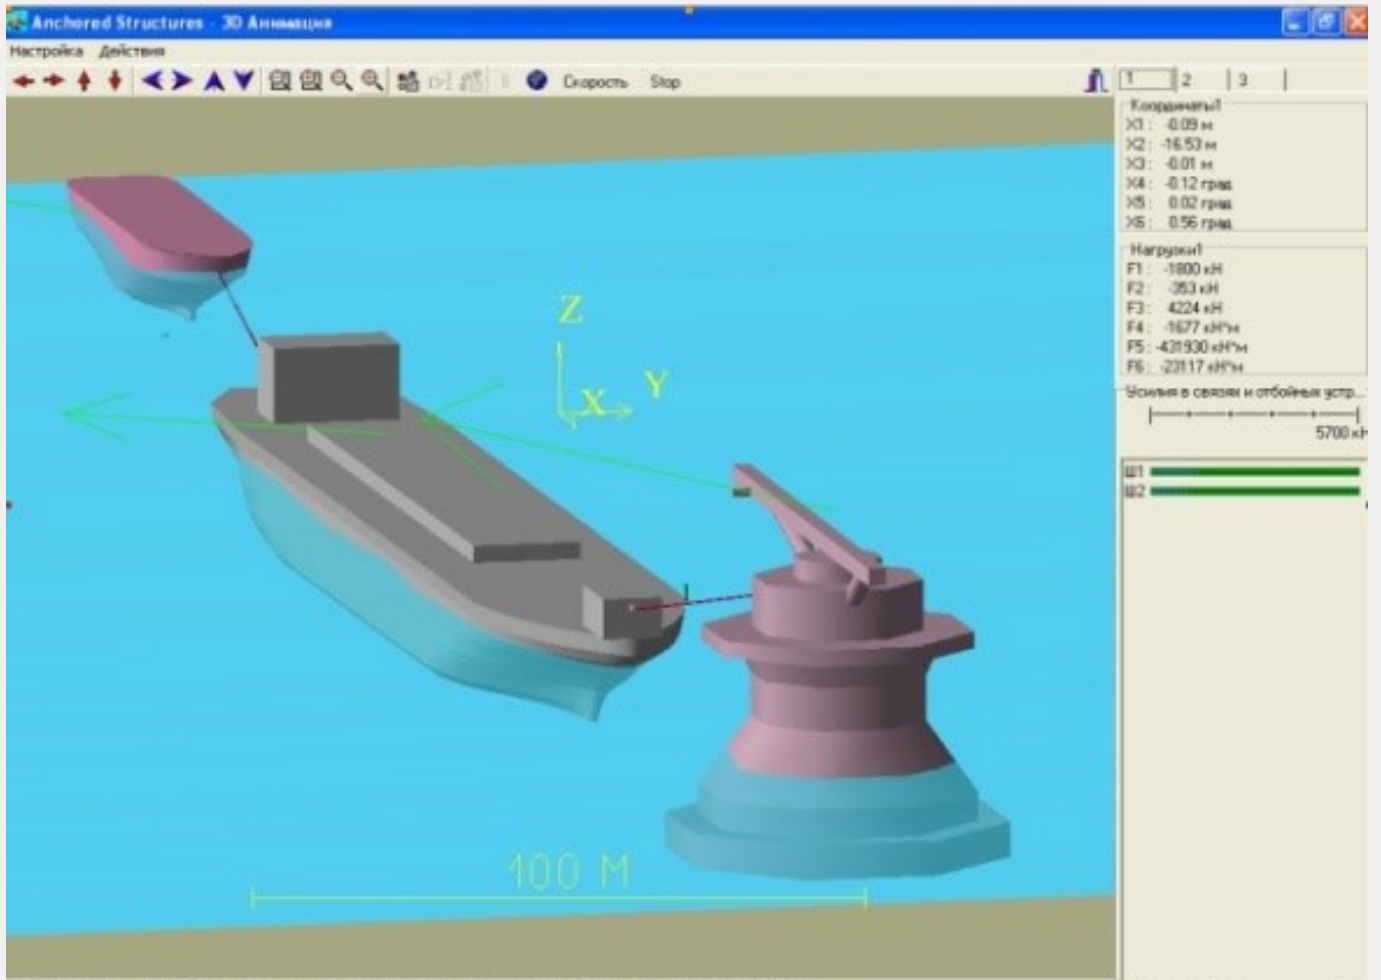 Anchored Structures - 3D Анимация
Настройка Действия
Скорость Stop
1 2 3
Координаты1
X1 : -0.09 м
X2 : -16.53 м
X3 : -0.01 м
X4 : -0.12 град
X5 : 0.02 град
X6 : 0.56 град
Нагрузки1
F1 : -1800 кН
F2 : -353 кН
F3 : 4224 кН
F4 : -1677 кН*м
F5 : -431930 кН*м
F6 : -23117 кН*м
Усилия в связях и отбойных устр...
5700 кН
Ш1
Ш2
Z
X Y
100 М